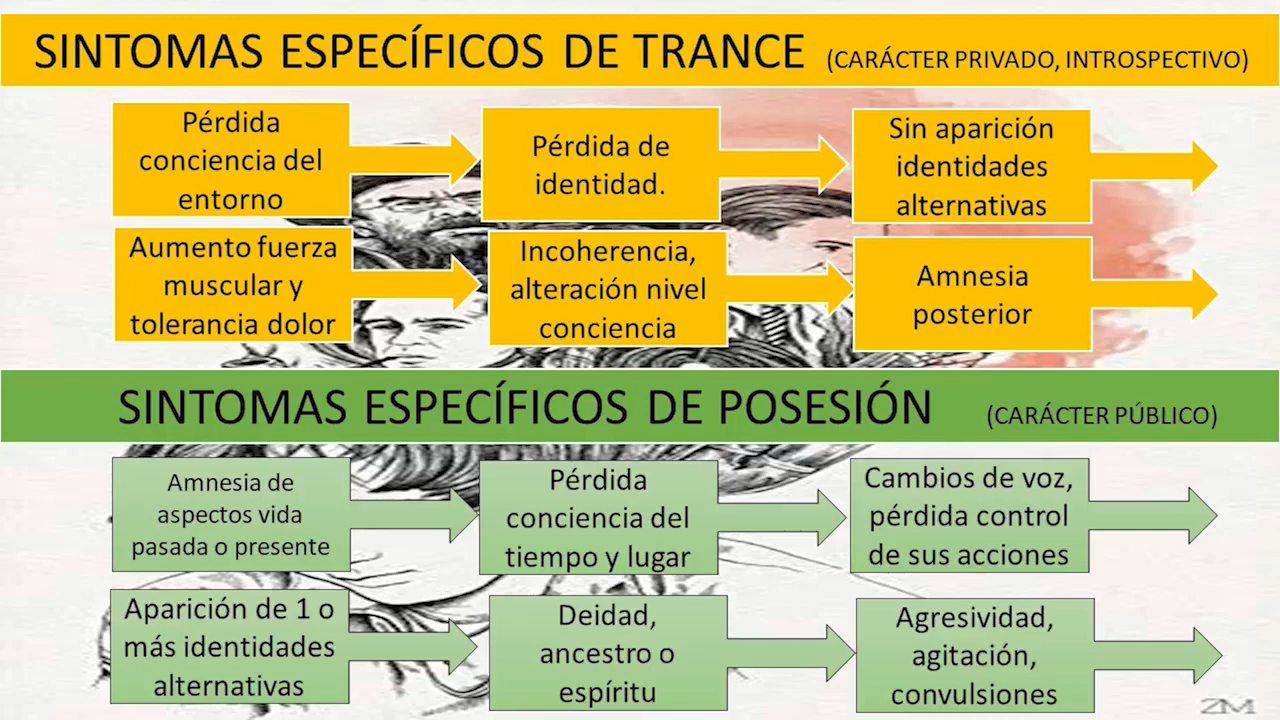 SINTOMAS ESPECÍFICOS DE TRANCE (CARÁCTER PRIVADO, INTROSPECTIVO)
Pérdida
conciencia del
entorno
Pérdida de
identidad.
Sin aparición
identidades
alternativas
Aumento fuerza
muscular y
tolerancia dolor
Incoherencia,
alteración nivel
conciencia
Amnesia
posterior
SINTOMAS ESPECÍFICOS DE POSESIÓN (CARÁCTER PÚBLICO)
Amnesia de
aspectos vida
pasada o presente
Pérdida
conciencia del
tiempo y lugar
Cambios de voz,
pérdida control
de sus acciones
Aparición de 1 o
más identidades
alternativas
Deidad,
ancestro o
espíritu
Agresividad,
agitación,
convulsiones
2M